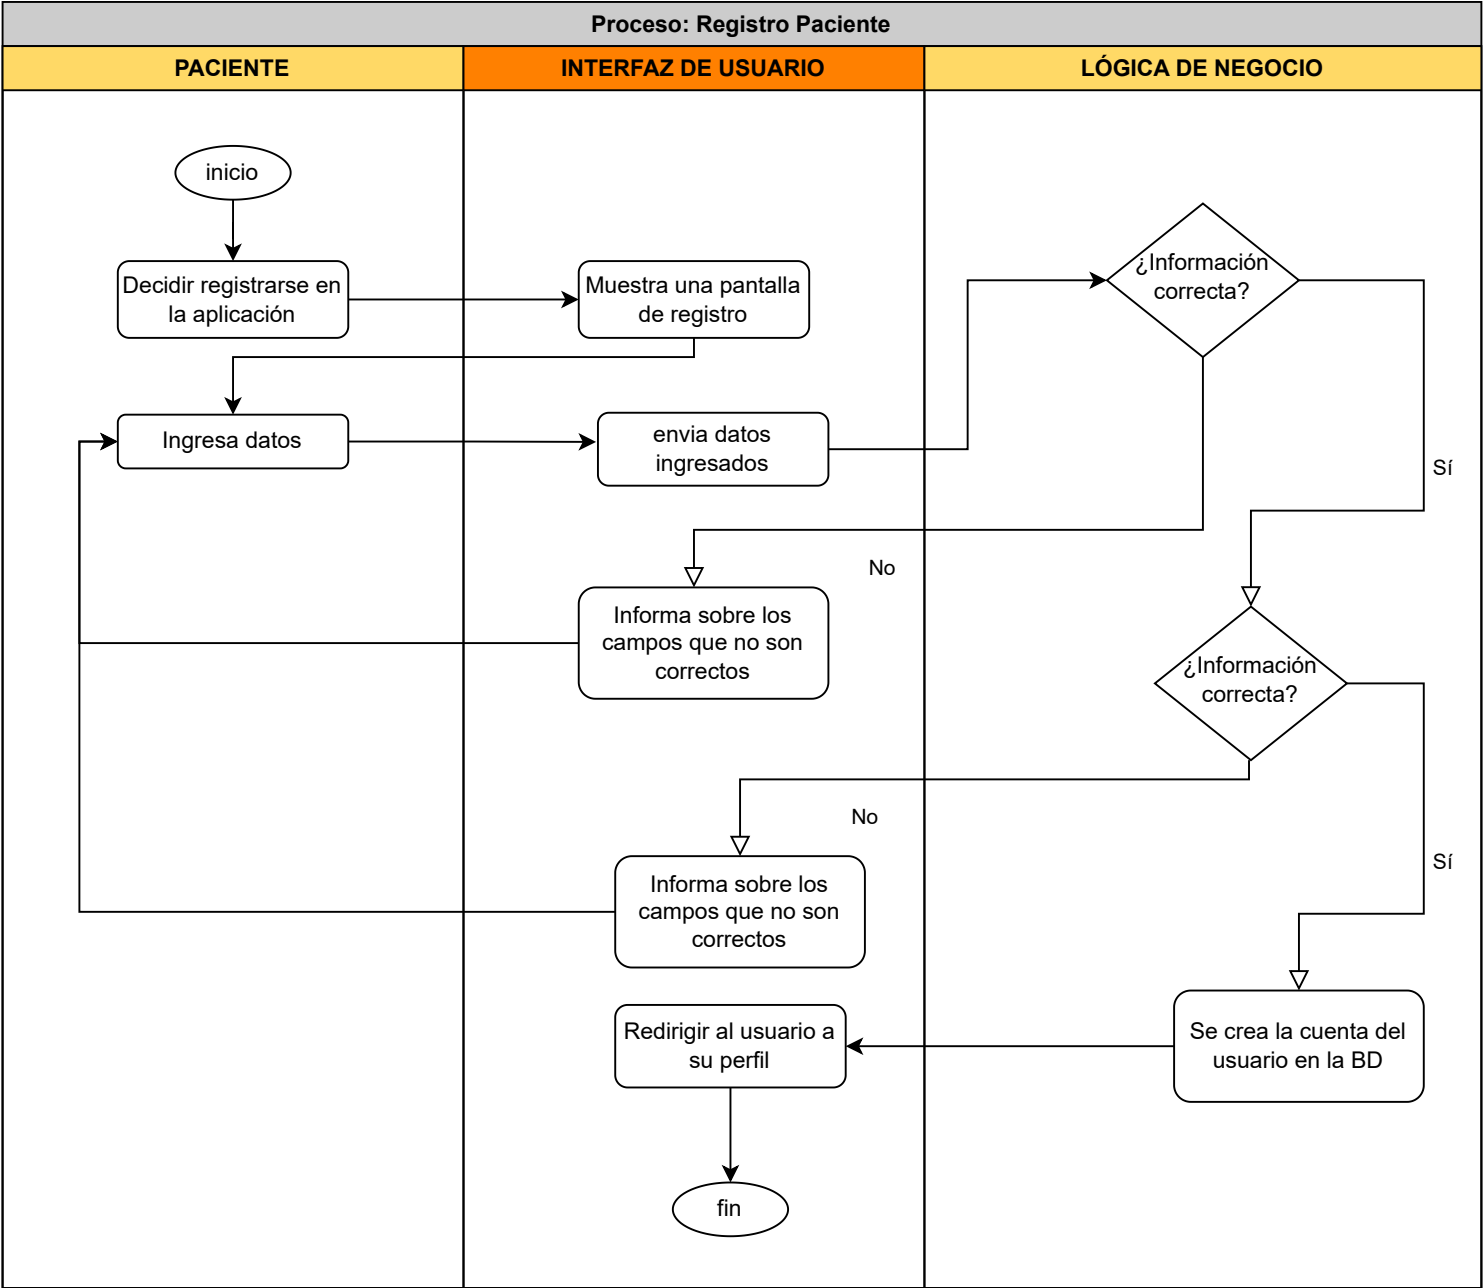 Proceso: Registro Paciente
PACIENTE
INTERFAZ DE USUARIO
LÓGICA DE NEGOCIO
inicio
Decidir registrarse en
la aplicación
Muestra una pantalla
de registro
¿Información
correcta?
Ingresa datos
envia datos
ingresados
Sí
No
Informa sobre los
campos que no son
correctos
¿Información
correcta?
No
Sí
Informa sobre los
campos que no son
correctos
Redirigir al usuario a
su perfil
Se crea la cuenta del
usuario en la BD
fin